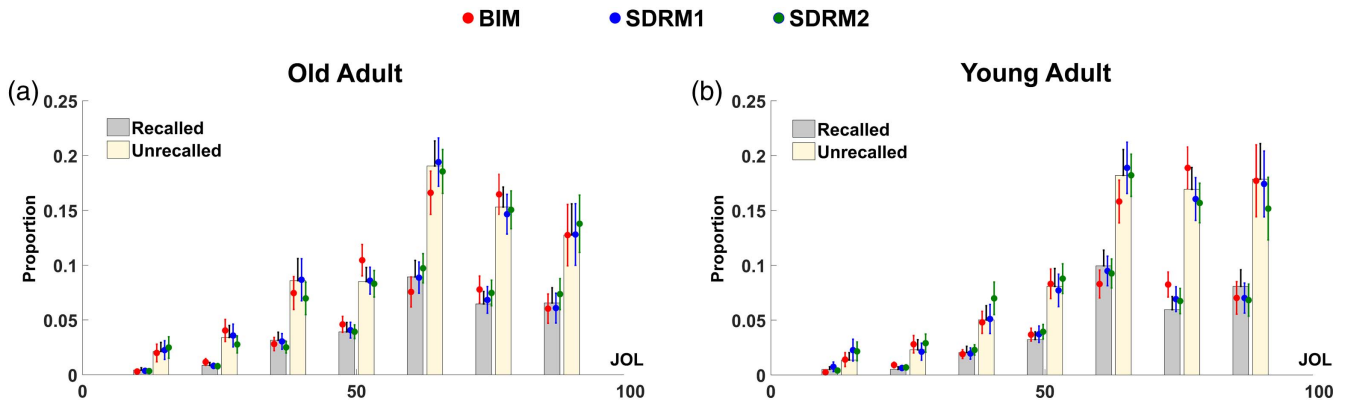 BIM SDRM1 SDRM2
(a) Old Adult
0.25
0.2
0.15
0.1
0.05
0
Proportion
Recalled
Unrecalled
JOL
0 50 100
(b) Young Adult
0.25
0.2
0.15
0.1
0.05
0
Proportion
Recalled
Unrecalled
JOL
0 50 100